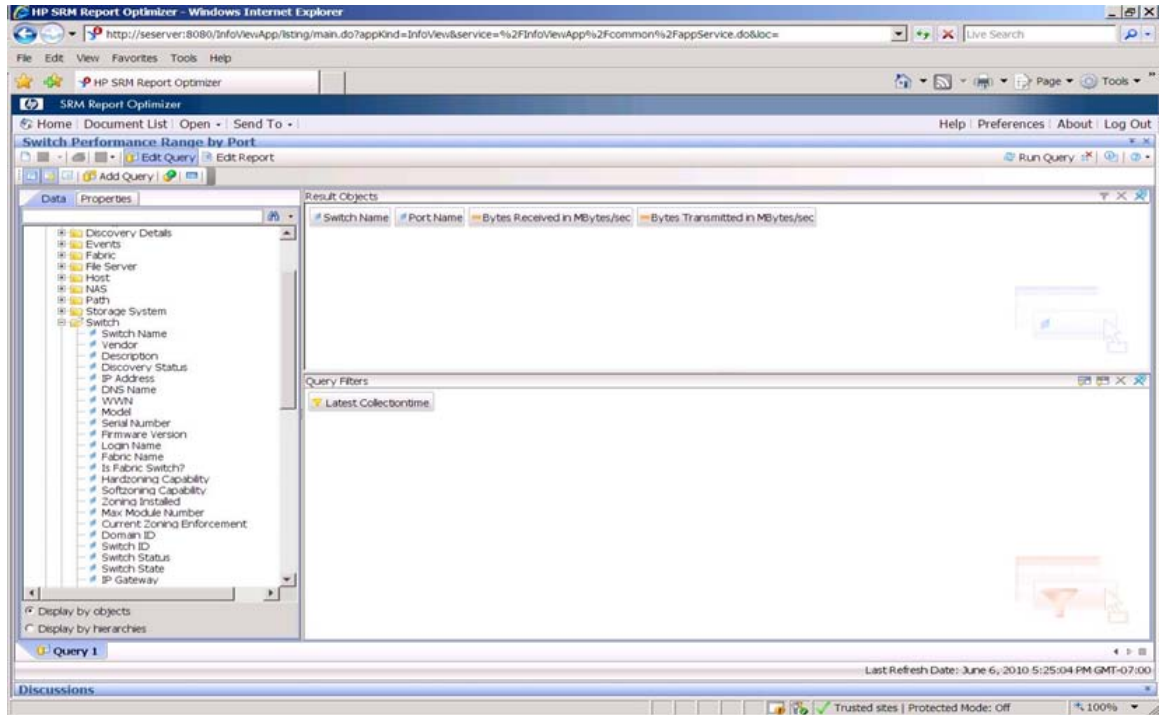 HP SRM Report Optimizer - Windows Internet Explorer
http://seserver:8080/InfoViewApp/listing/main.do?appKind=InfoView&service=%2FInfoViewApp%2Fcommon%2FappService.do&loc=
Live Search
File Edit View Favorites Tools Help
HP SRM Report Optimizer
Page Tools
SRM Report Optimizer
Home Document List Open Send To
Help Preferences About Log Out
Switch Performance Range by Port
Edit Query Edit Report
Run Query
Add Query
Data Properties
Result Objects
Switch Name Port Name Bytes Received in MBytes/sec Bytes Transmitted in MBytes/sec
Discovery Details
Events
Fabric
File Server
Host
NAS
Path
Storage System
Switch
Switch Name
Vendor
Description
Discovery Status
IP Address
DNS Name
WWN
Model
Serial Number
Firmware Version
Login Name
Fabric Name
Is Fabric Switch?
Hardzoning Capability
Softzoning Capability
Zoning Installed
Max Module Number
Current Zoning Enforcement
Domain ID
Switch ID
Switch Status
Switch State
IP Gateway
Query Filters
Latest Collectiontime
Display by objects
Display by hierarchies
Query 1
Last Refresh Date: June 6, 2010 5:25:04 PM GMT-07:00
Discussions
Trusted sites | Protected Mode: Off
100%